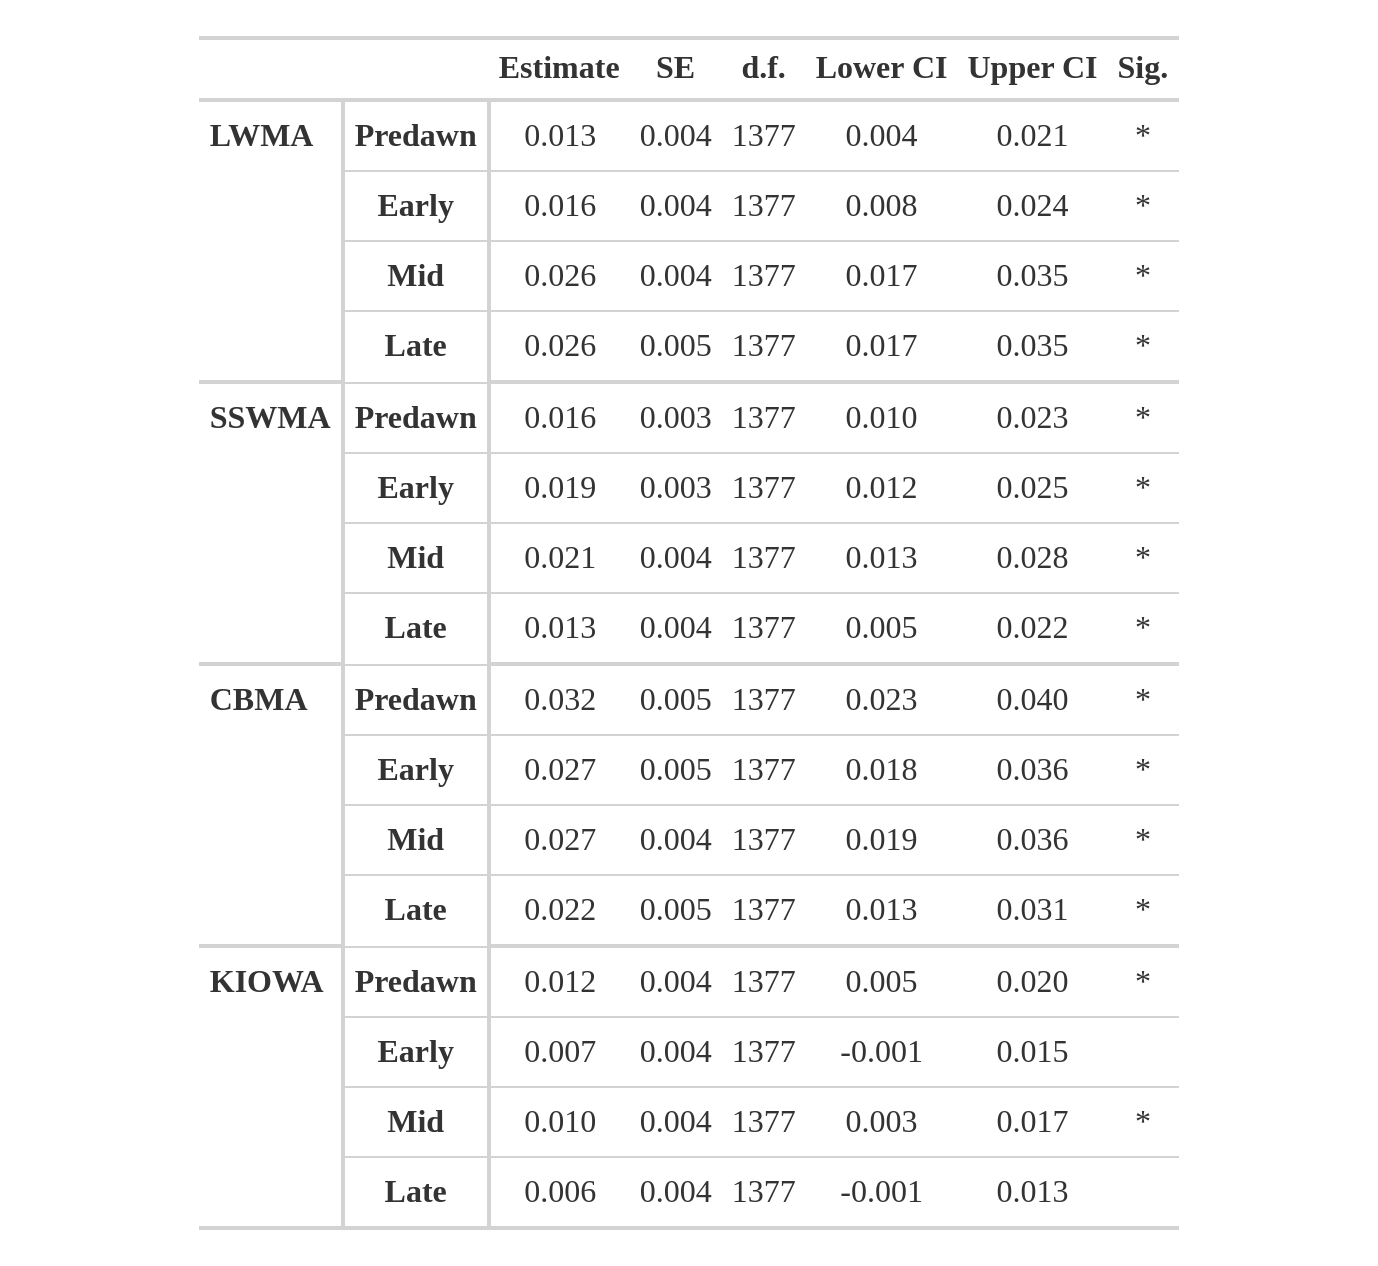 Estimate SE d.f. Lower CI Upper CI Sig.
LWMA Predawn 0.013 0.004 1377 0.004 0.021 *
Early 0.016 0.004 1377 0.008 0.024 *
Mid 0.026 0.004 1377 0.017 0.035 *
Late 0.026 0.005 1377 0.017 0.035 *
SSWMA Predawn 0.016 0.003 1377 0.010 0.023 *
Early 0.019 0.003 1377 0.012 0.025 *
Mid 0.021 0.004 1377 0.013 0.028 *
Late 0.013 0.004 1377 0.005 0.022 *
CBMA Predawn 0.032 0.005 1377 0.023 0.040 *
Early 0.027 0.005 1377 0.018 0.036 *
Mid 0.027 0.004 1377 0.019 0.036 *
Late 0.022 0.005 1377 0.013 0.031 *
KIOWA Predawn 0.012 0.004 1377 0.005 0.020 *
Early 0.007 0.004 1377 -0.001 0.015
Mid 0.010 0.004 1377 0.003 0.017 *
Late 0.006 0.004 1377 -0.001 0.013